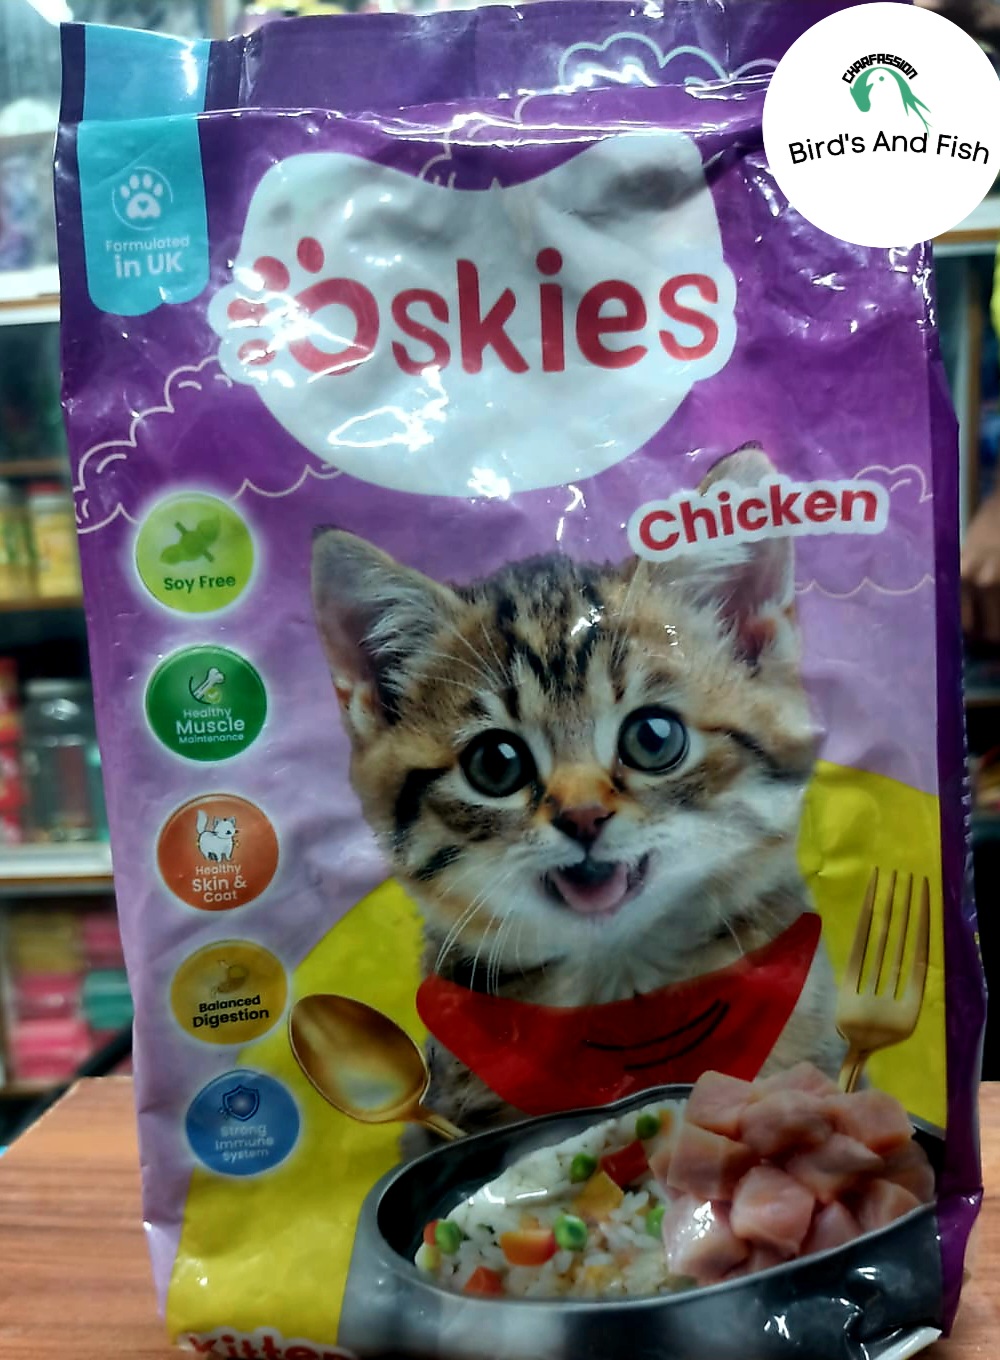 CHARFASSION
Bird's And Fish
Formulated
in UK
Oskies
Chicken
Soy Free
Healthy
Muscle
Maintenance
Healthy
Skin &
Coat
Balanced
Digestion
Strong
Immune
System
Kitten